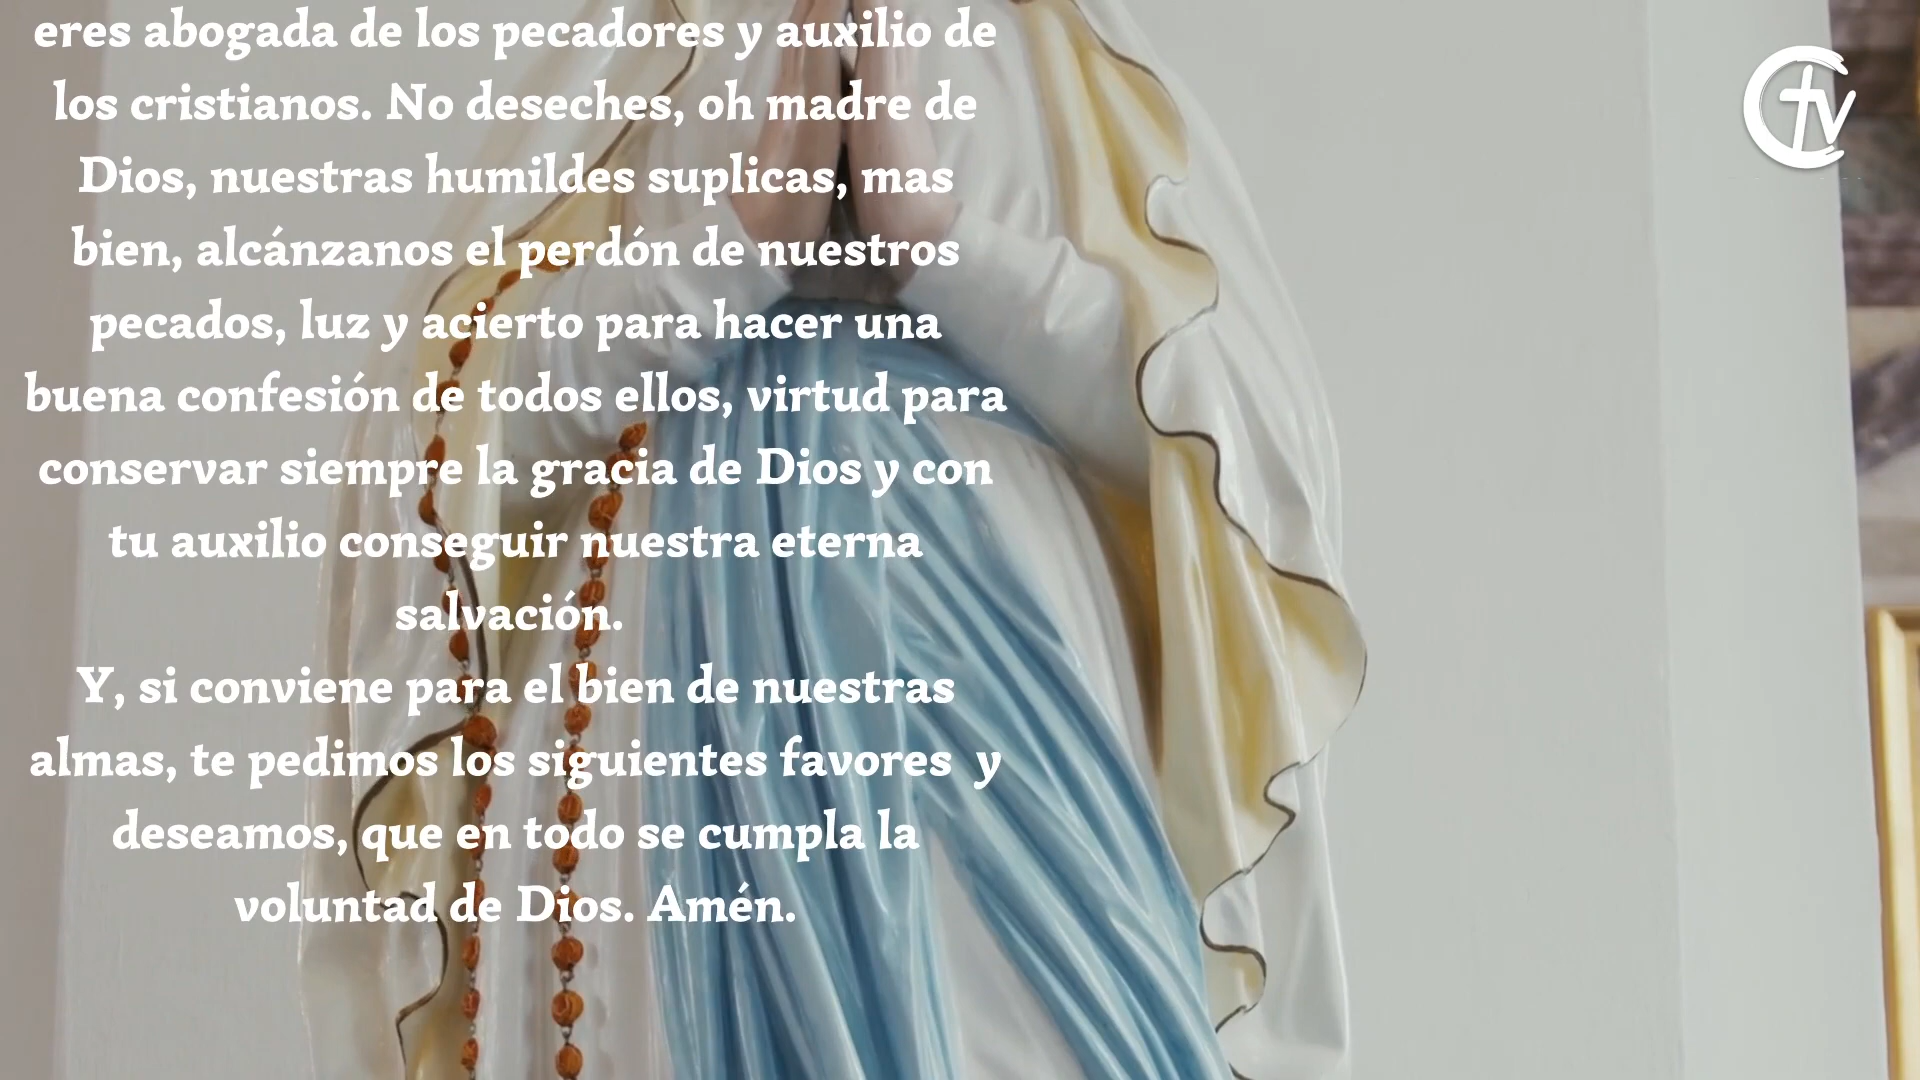 eres abogada de los pecadores y auxilio de
los cristianos. No deseches, oh madre de
Dios, nuestras humildes suplicas, mas
bien, alcánzanos el perdón de nuestros
pecados, luz y acierto para hacer una
buena confesión de todos ellos, virtud para
conservar siempre la gracia de Dios y con
tu auxilio conseguir nuestra eterna
salvación.
Y, si conviene para el bien de nuestras
almas, te pedimos los siguientes favores  y
deseamos, que en todo se cumpla la
voluntad de Dios. Amén.
CTV